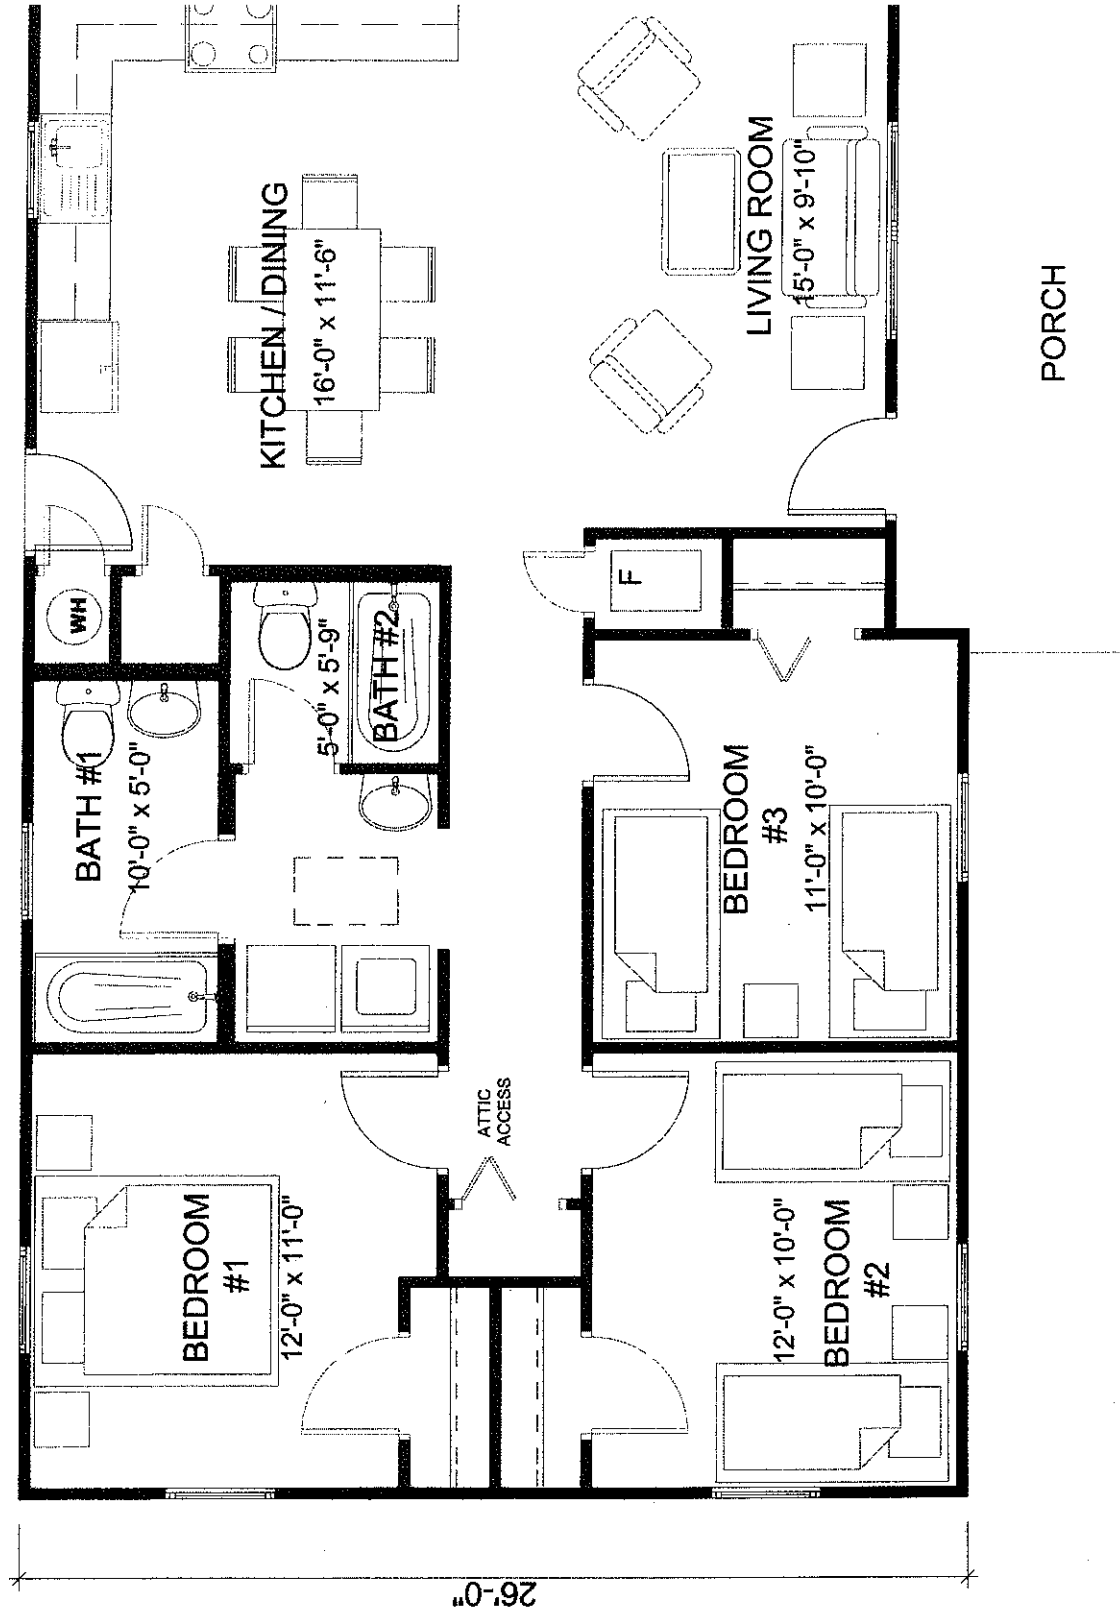 KITCHEN / DINING
16'-0" x 11'-6"
LIVING ROOM
15'-0" x 9'-10"
PORCH
WH
F
BATH #1
10'-0" x 5'-0"
5'-0" x 5'-9"
BATH #2
BEDROOM
#3
11'-0" x 10'-0"
ATTIC
ACCESS
BEDROOM
#1
12'-0" x 11'-0"
12'-0" x 10'-0"
BEDROOM
#2
26'-0"